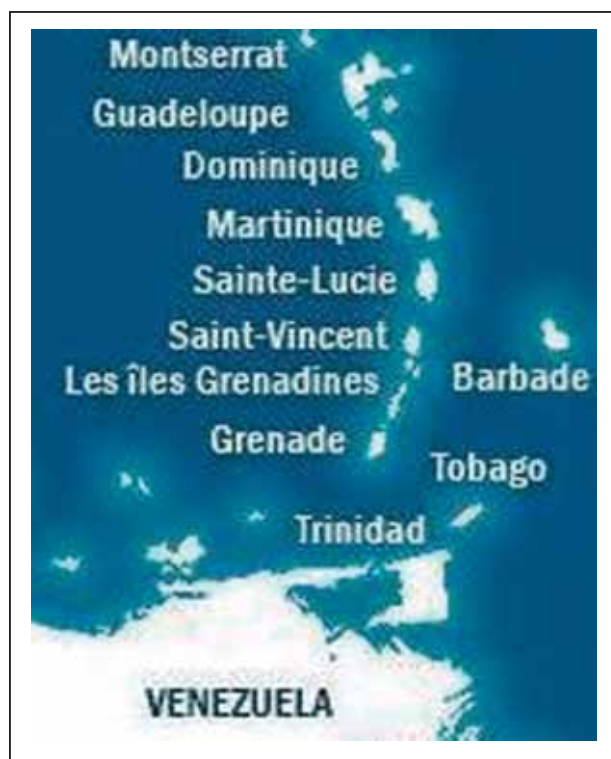 Montserrat
Guadeloupe
Dominique
Martinique
Sainte-Lucie
Saint-Vincent
Les îles Grenadines
Barbade
Grenade
Tobago
Trinidad
VENEZUELA